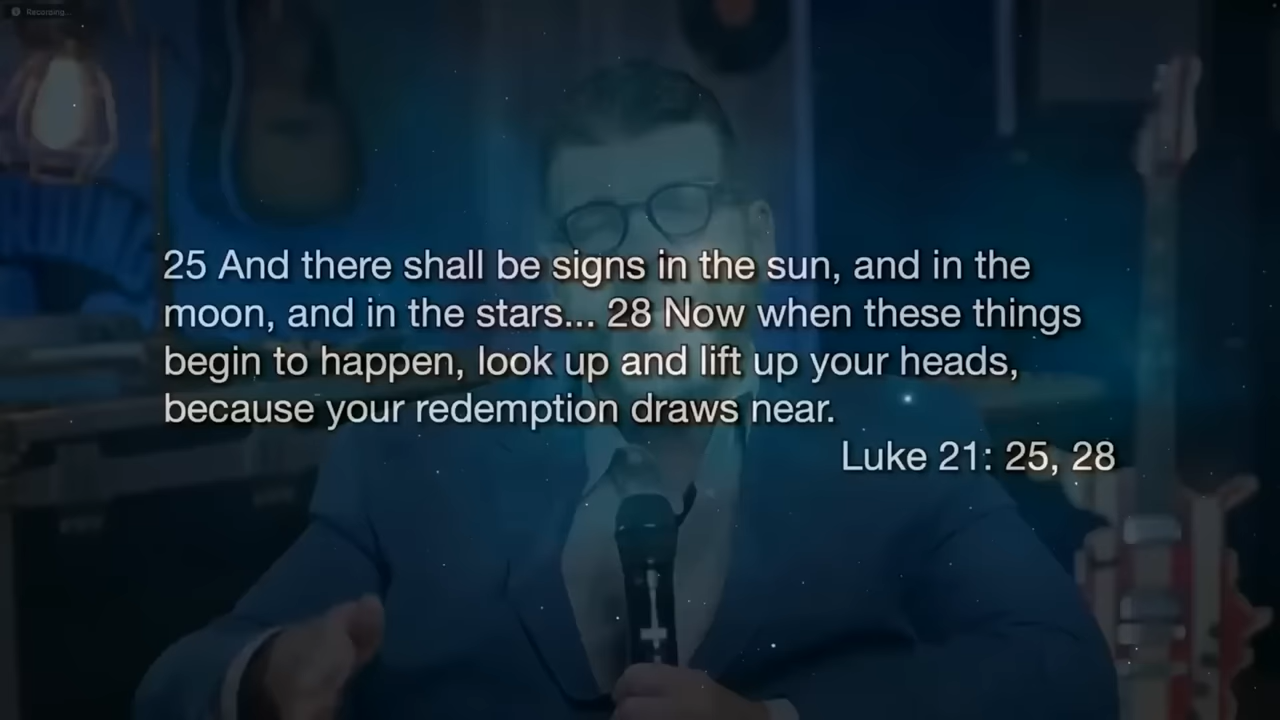 Recording...
25 And there shall be signs in the sun, and in the
moon, and in the stars... 28 Now when these things
begin to happen, look up and lift up your heads,
because your redemption draws near.
Luke 21: 25, 28